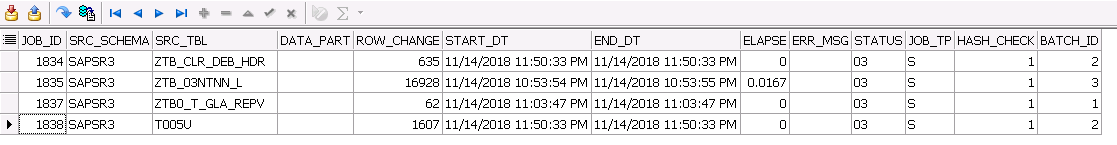 JOB_ID SRC_SCHEMA SRC_TBL DATA_PART ROW_CHANGE START_DT END_DT ELAPSE ERR_MSG STATUS JOB_TP HASH_CHECK BATCH_ID
1834 SAPSR3 ZTB_CLR_DEB_HDR 635 11/14/2018 11:50:33 PM 11/14/2018 11:50:33 PM 0 03 S 1 2
1835 SAPSR3 ZTB_03NTNN_L 16928 11/14/2018 10:53:54 PM 11/14/2018 10:53:55 PM 0.0167 03 S 1 3
1837 SAPSR3 ZTB0_T_GLA_REPV 62 11/14/2018 11:03:47 PM 11/14/2018 11:03:47 PM 0 03 S 1 1
1838 SAPSR3 T005U 1607 11/14/2018 11:50:33 PM 11/14/2018 11:50:33 PM 0 03 S 1 2